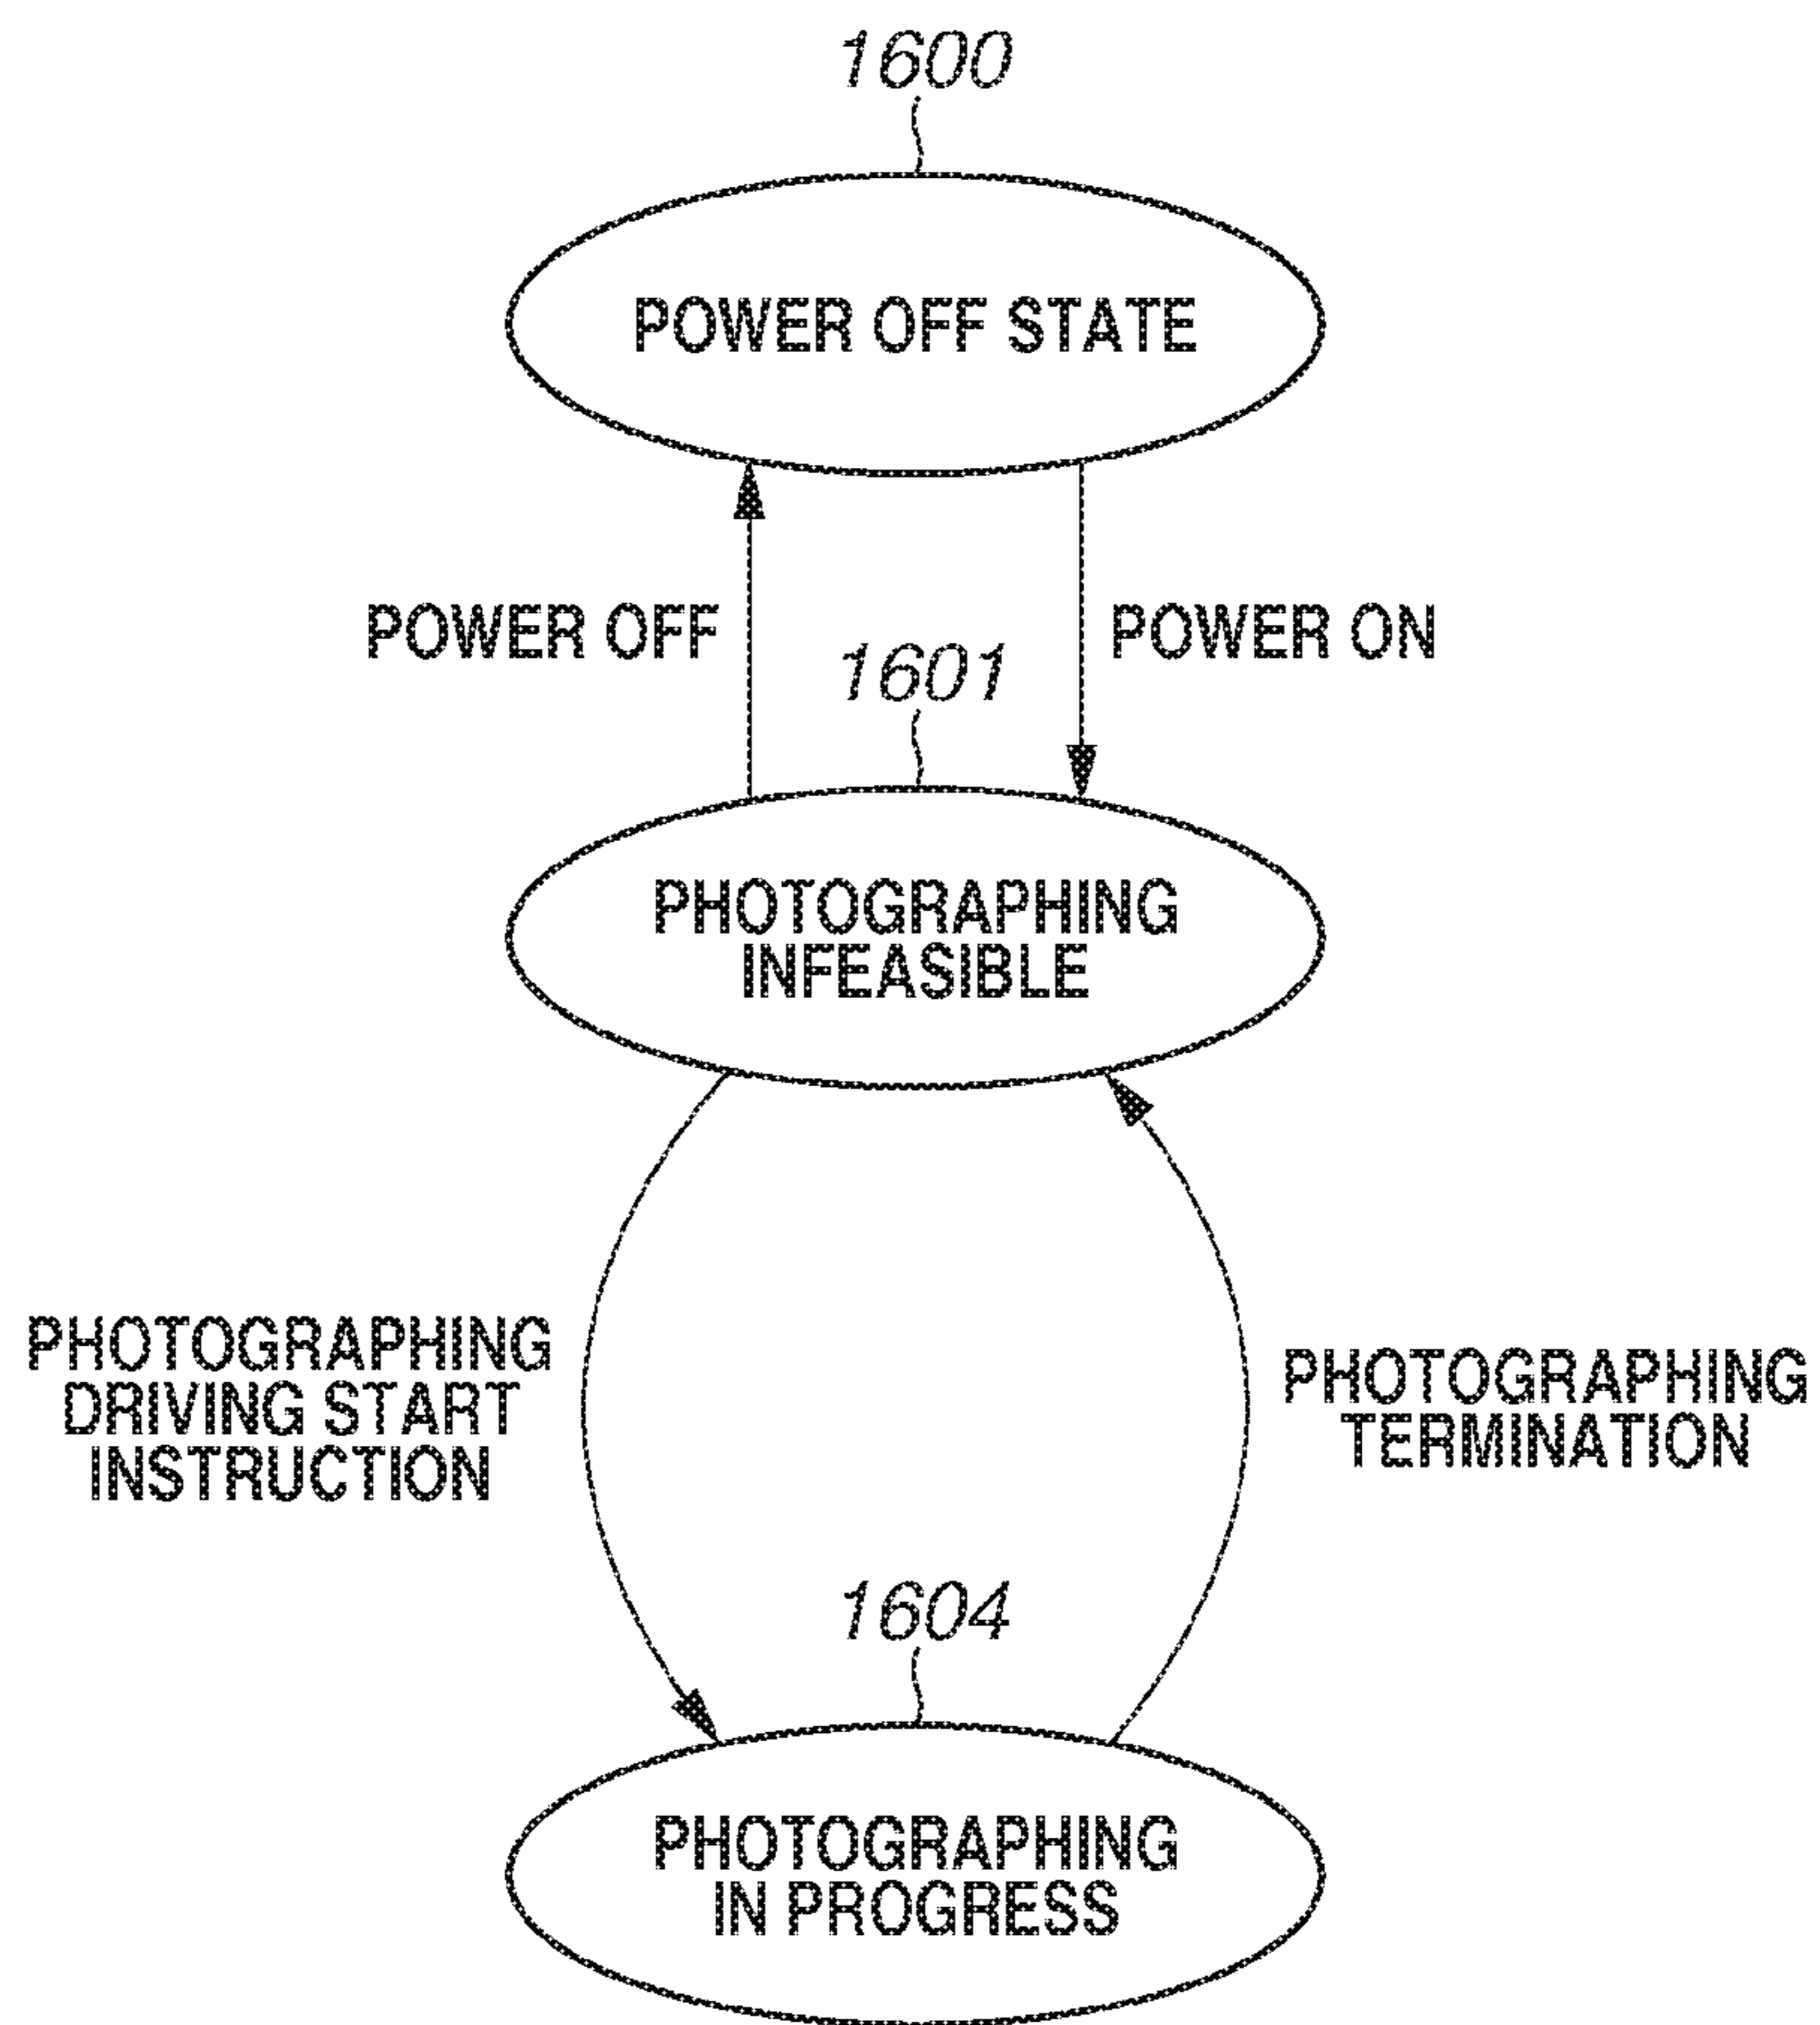 1600
POWER OFF STATE
POWER OFF
POWER ON
1601
PHOTOGRAPHING
INFEASIBLE
PHOTOGRAPHING
DRIVING START
INSTRUCTION
PHOTOGRAPHING
TERMINATION
1604
PHOTOGRAPHING
IN PROGRESS